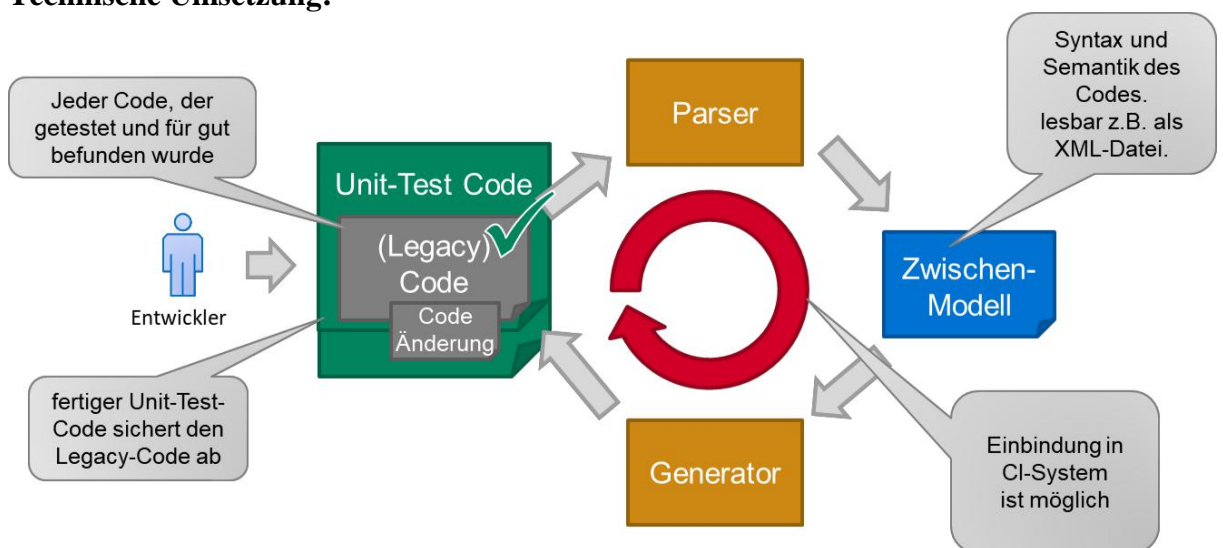 Technische Umsetzung:
Jeder Code, der
getestet und für gut
befunden wurde
Unit-Test Code
(Legacy)
Code
Code
Änderung
Entwickler
fertiger Unit-Test-
Code sichert den
Legacy-Code ab
Parser
Syntax und
Semantik des
Codes.
lesbar z.B. als
XML-Datei.
Zwischen-
Modell
Generator
Einbindung in
CI-System
ist möglich